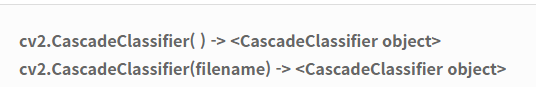 cv2.CascadeClassifier( ) -> <CascadeClassifier object>
cv2.CascadeClassifier(filename) -> <CascadeClassifier object>